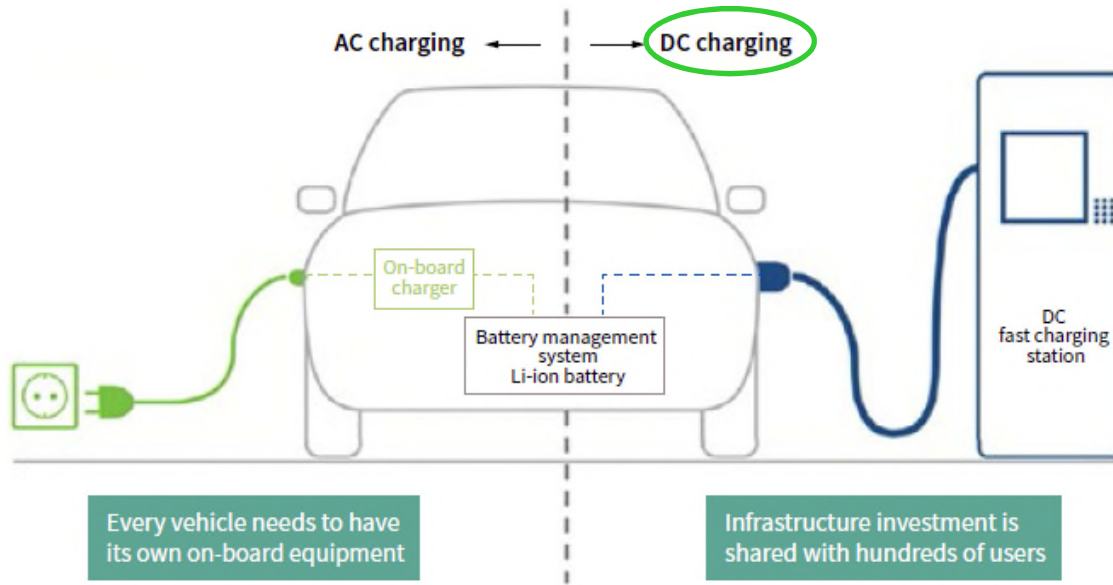 AC charging
DC charging
On-board
charger
Battery management
system
Li-ion battery
DC
fast charging
station
Every vehicle needs to have
its own on-board equipment
Infrastructure investment is
shared with hundreds of users